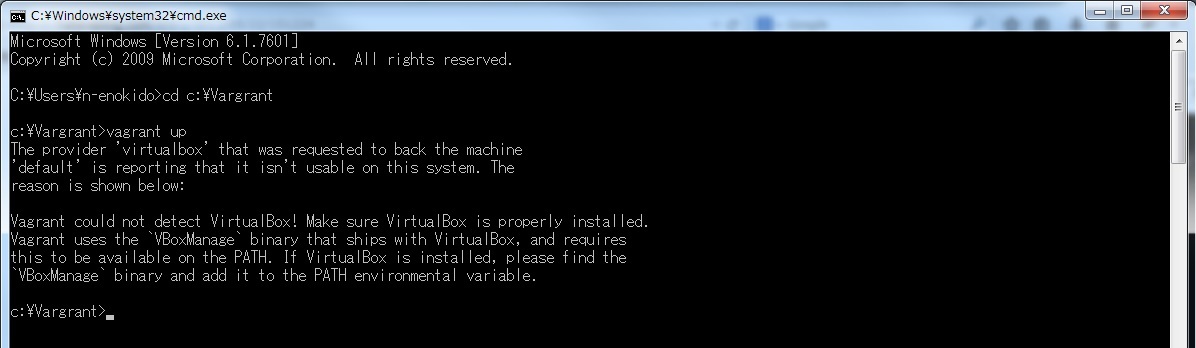 C:¥Windows¥system32¥cmd.exe
Microsoft Windows [Version 6.1.7601]
Copyright (c) 2009 Microsoft Corporation.  All rights reserved.
C:¥Users¥n-enokido>cd c:¥Vargrant
c:¥Vargrant>vagrant up
The provider 'virtualbox' that was requested to back the machine
'default' is reporting that it isn't usable on this system. The
reason is shown below:
Vagrant could not detect VirtualBox! Make sure VirtualBox is properly installed.
Vagrant uses the `VBoxManage` binary that ships with VirtualBox, and requires
this to be available on the PATH. If VirtualBox is installed, please find the
`VBoxManage` binary and add it to the PATH environmental variable.
c:¥Vargrant>